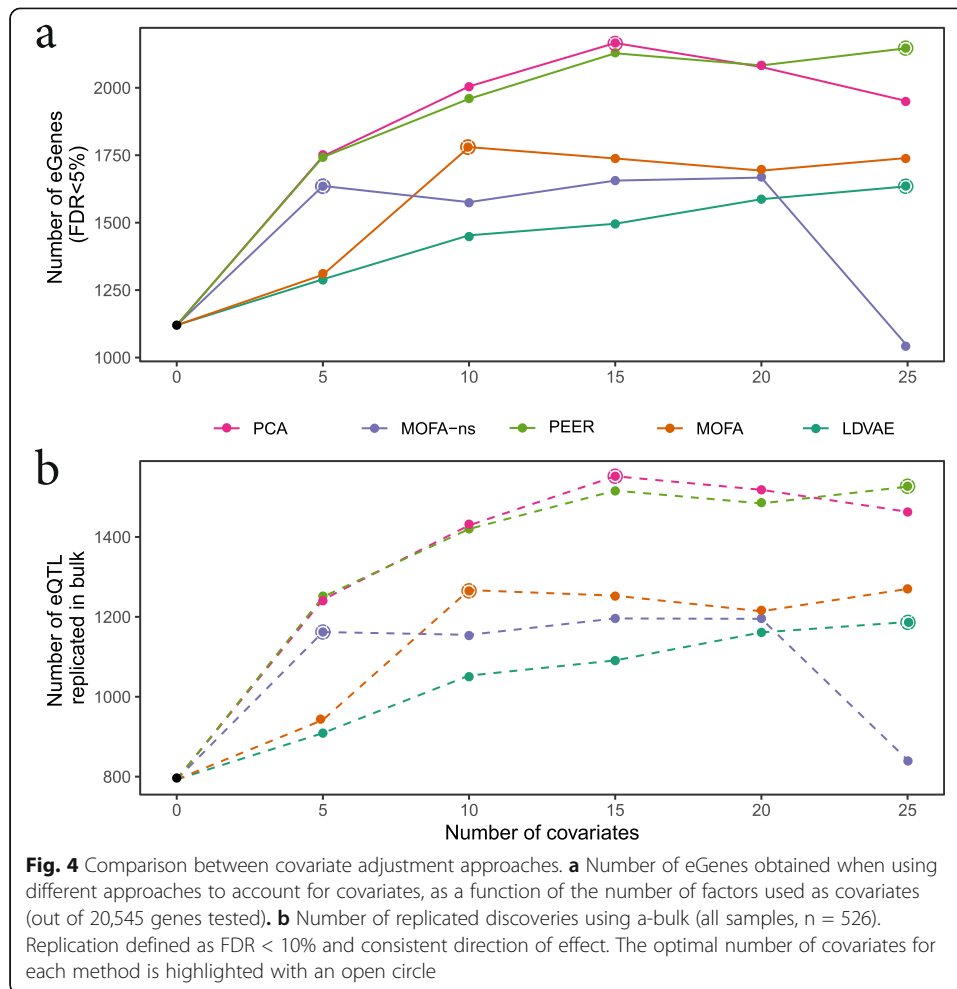 a
Number of eGenes
(FDR<5%)
2000
1750
1500
1250
1000
0 5 10 15 20 25
PCA MOFA−ns PEER MOFA LDVAE
b
Number of eQTL
replicated in bulk
1400
1200
1000
800
0 5 10 15 20 25
Number of covariates
Fig. 4 Comparison between covariate adjustment approaches. a Number of eGenes obtained when using
different approaches to account for covariates, as a function of the number of factors used as covariates
(out of 20,545 genes tested). b Number of replicated discoveries using a-bulk (all samples, n = 526).
Replication defined as FDR < 10% and consistent direction of effect. The optimal number of covariates for
each method is highlighted with an open circle